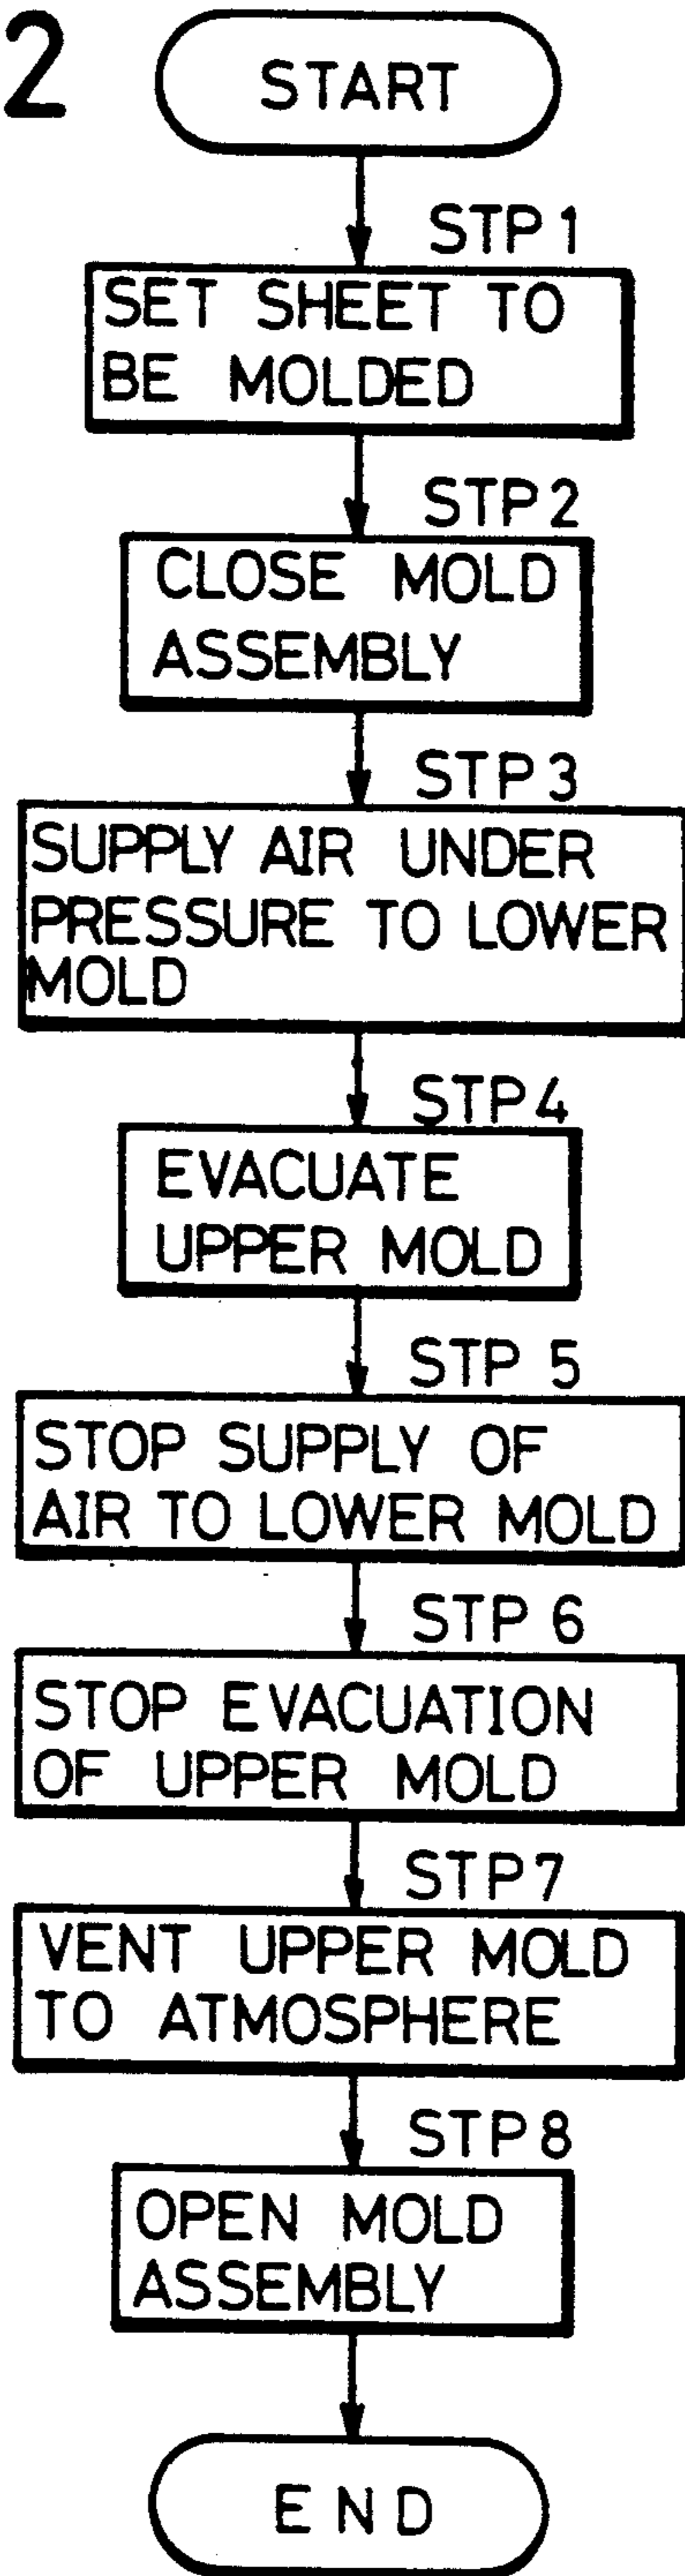 2
START
STP 1
SET SHEET TO
BE MOLDED
STP 2
CLOSE MOLD
ASSEMBLY
STP 3
SUPPLY AIR UNDER
PRESSURE TO LOWER
MOLD
STP 4
EVACUATE
UPPER MOLD
STP 5
STOP SUPPLY OF
AIR TO LOWER MOLD
STP 6
STOP EVACUATION
OF UPPER MOLD
STP 7
VENT UPPER MOLD
TO ATMOSPHERE
STP 8
OPEN MOLD
ASSEMBLY
END